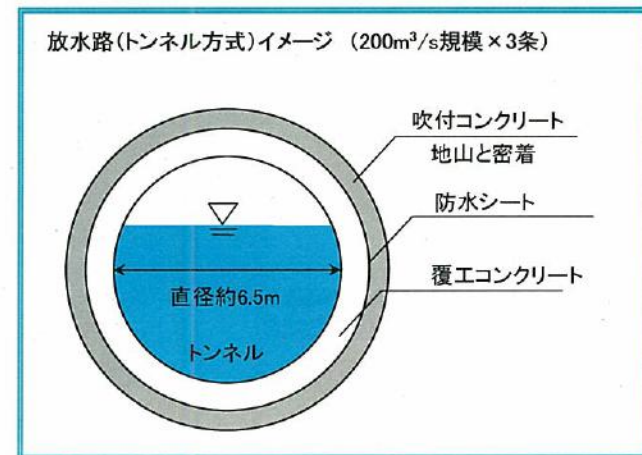 放水路(トンネル方式)イメージ (200m³/s規模×3条)
吹付コンクリート
地山と密着
防水シート
覆工コンクリート
直径約6.5m
トンネル